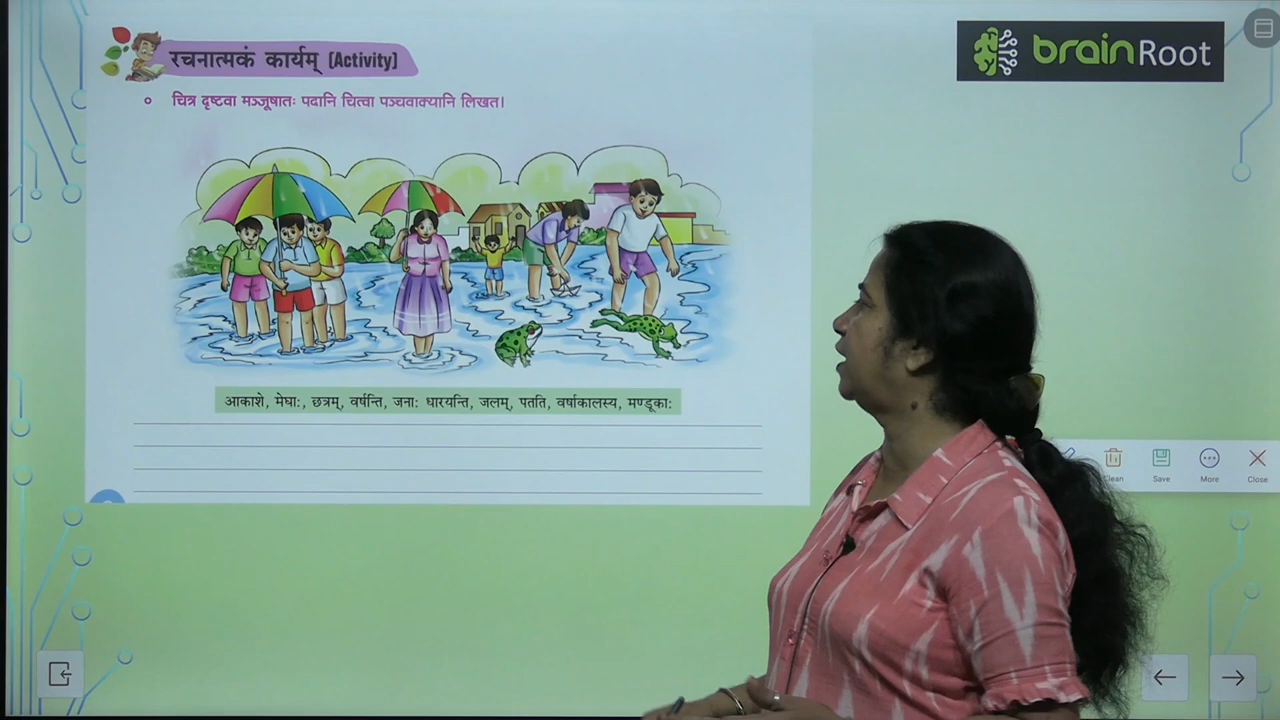 रचनात्मकं कार्यम् (Activity)
brainRoot
चित्र दृष्टवा मञ्जूषातः पदानि चित्वा पञ्चवाक्यानि लिखत।
आकाशे, मेघाः, छत्रम्, वर्षन्ति, जनाः धारयन्ति, जलम्, पतति, वर्षाकालस्य, मण्डूकाः
Clean Save More Close